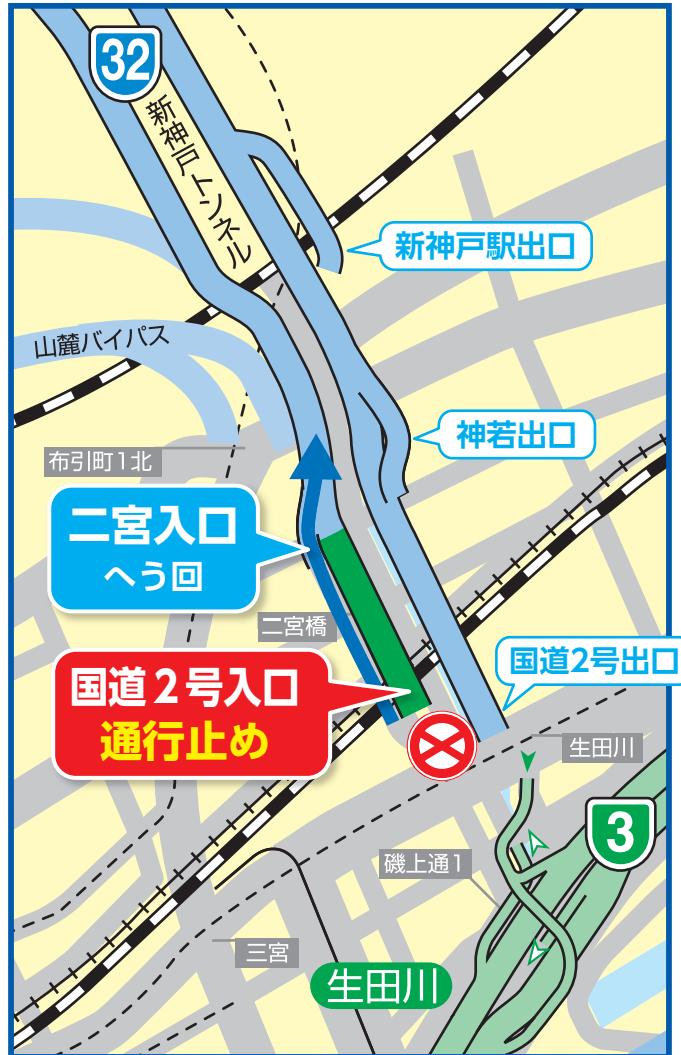 32
新神戸トンネル
新神戸駅出口
山麓バイパス
神若出口
布引町1北
二宮入口
へう回
二宮橋
国道2号出口
国道２号入口
通行止め
生田川
3
磯上通1
三宮
生田川